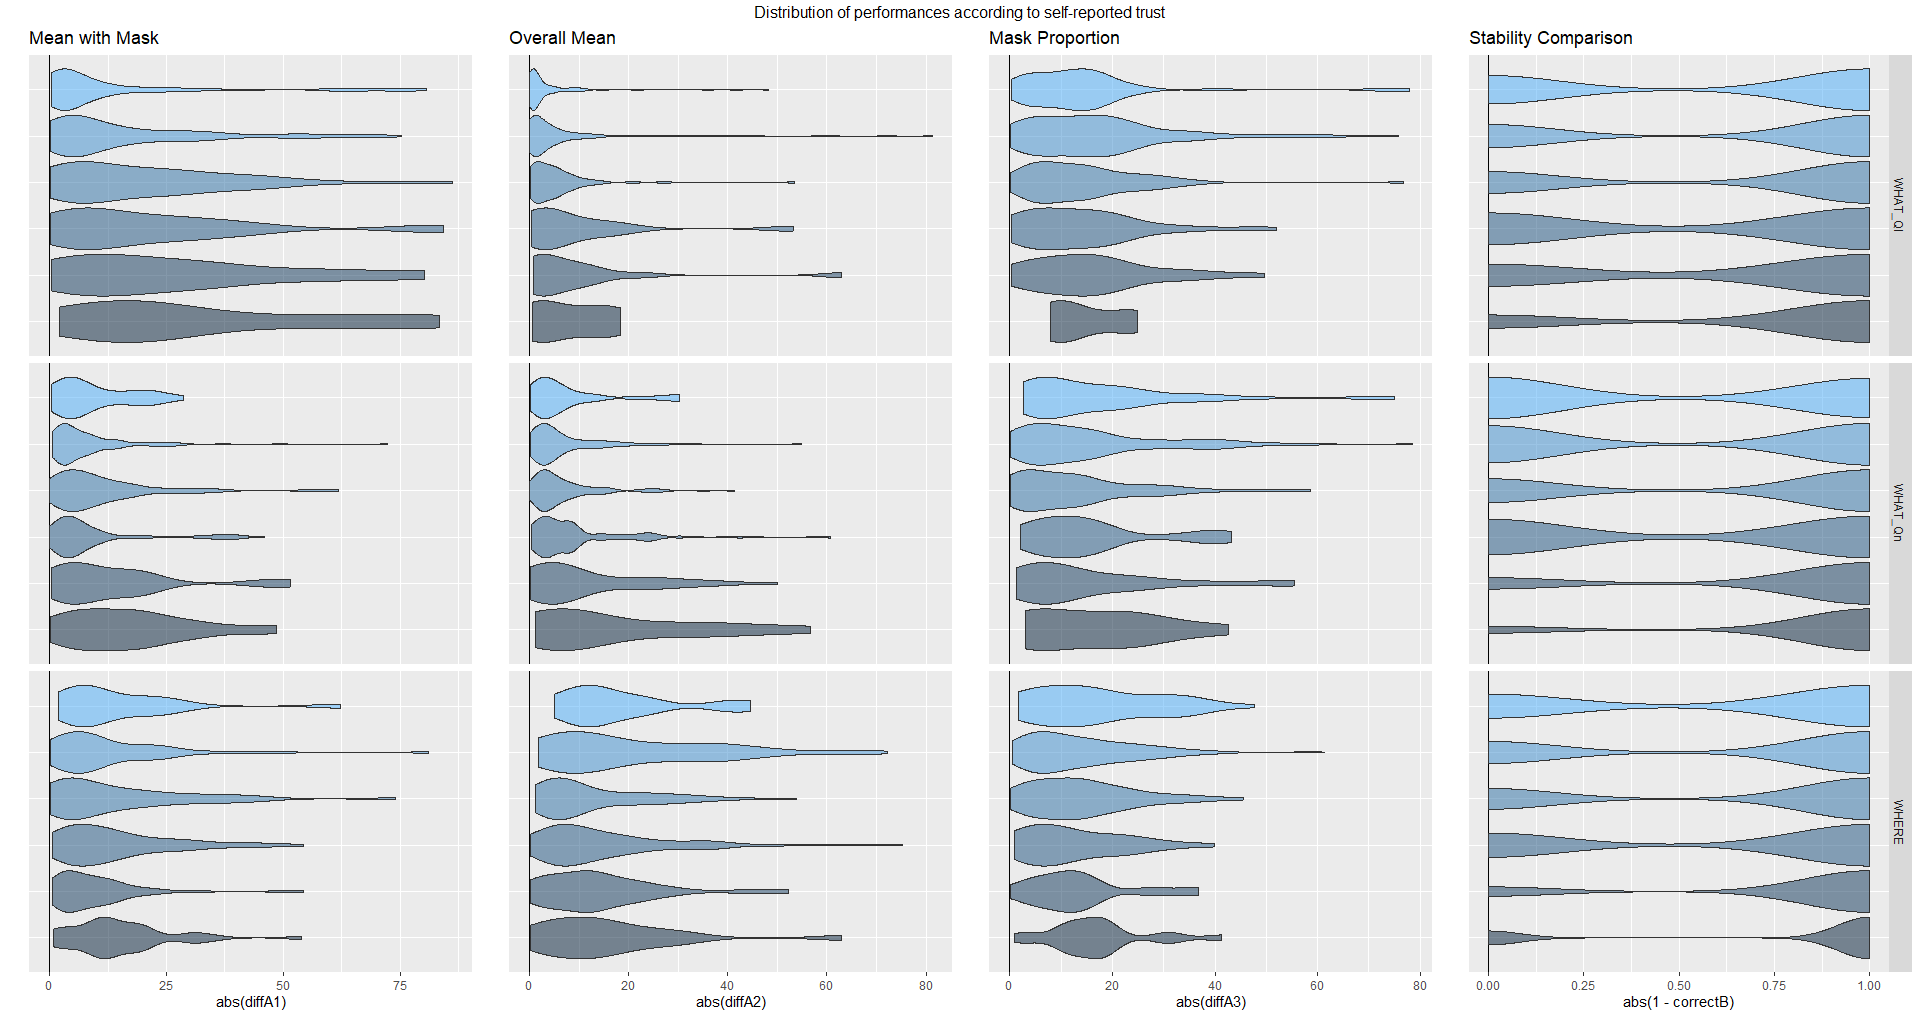 Distribution of performances according to self-reported trust
Mean with Mask
Overall Mean
Mask Proportion
Stability Comparison
WHAT_Ql
WHAT_Qn
WHERE
0 25 50 75
abs(diffA1)
0 20 40 60 80
abs(diffA2)
0 20 40 60 80
abs(diffA3)
0.00 0.25 0.50 0.75 1.00
abs(1 - correctB)